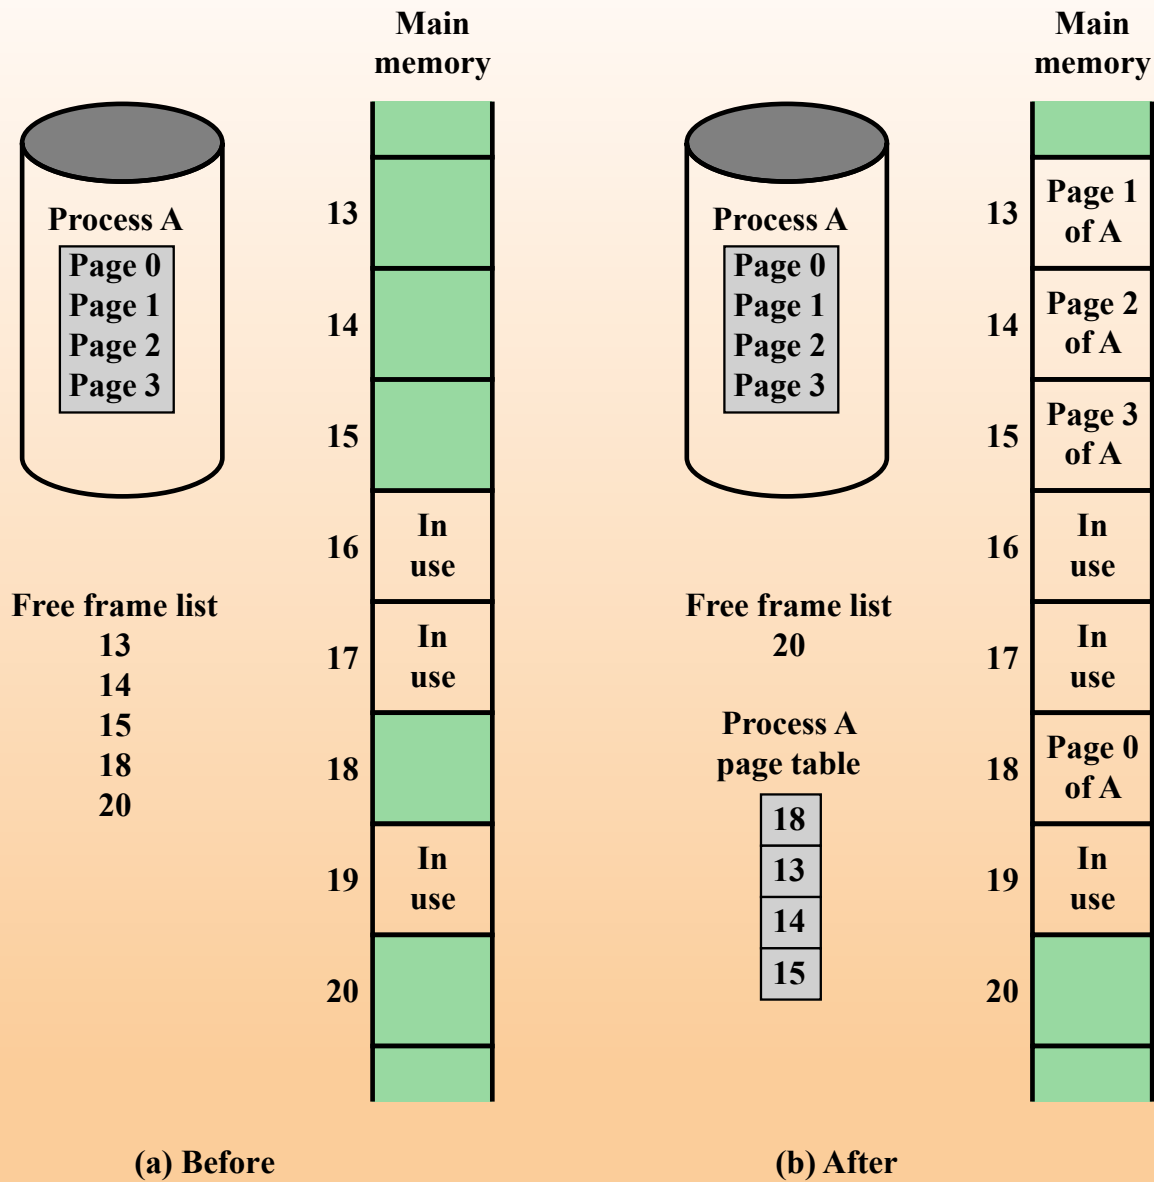 Main
memory
Process A
Page 0
Page 1
Page 2
Page 3
Free frame list
13
14
15
18
20
13
14
15
16
In
use
17
In
use
18
19
In
use
20
(a) Before
Main
memory
Process A
Page 0
Page 1
Page 2
Page 3
Free frame list
20
Process A
page table
18
13
14
15
13
Page 1
of A
14
Page 2
of A
15
Page 3
of A
16
In
use
17
In
use
18
Page 0
of A
19
In
use
20
(b) After